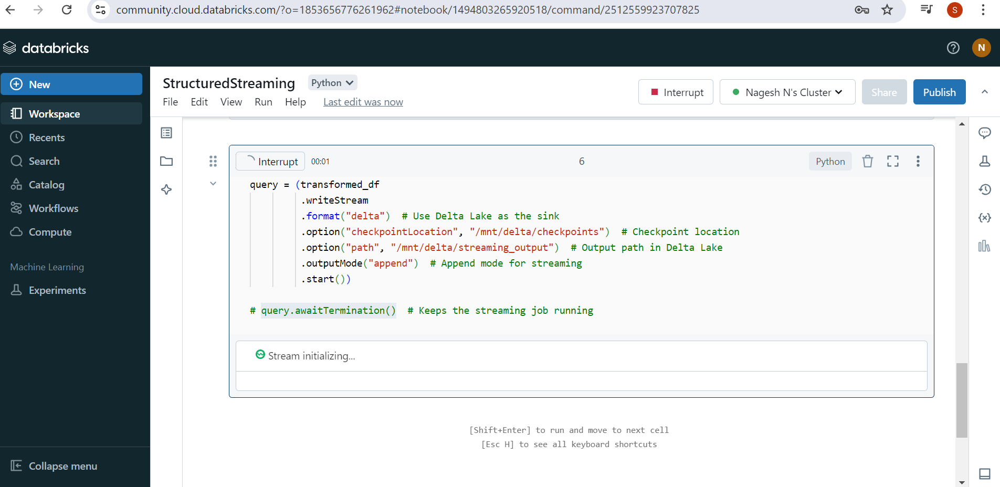 community.cloud.databricks.com/?o=1853656776261962#notebook/1494803265920518/command/2512559923707825
S
databricks
N
New
Workspace
Recents
Search
Catalog
Workflows
Compute
Machine Learning
Experiments
Collapse menu
StructuredStreaming
Python
File Edit View Run Help Last edit was now
Interrupt
Nagesh N's Cluster
Share
Publish
Interrupt 00:01
6
Python
query = (transformed_df
.writeStream
.format("delta")  # Use Delta Lake as the sink
.option("checkpointLocation", "/mnt/delta/checkpoints")  # Checkpoint location
.option("path", "/mnt/delta/streaming_output")  # Output path in Delta Lake
.outputMode("append")  # Append mode for streaming
.start())
# query.awaitTermination()  # Keeps the streaming job running
Stream initializing...
[Shift+Enter] to run and move to next cell
[Esc H] to see all keyboard shortcuts